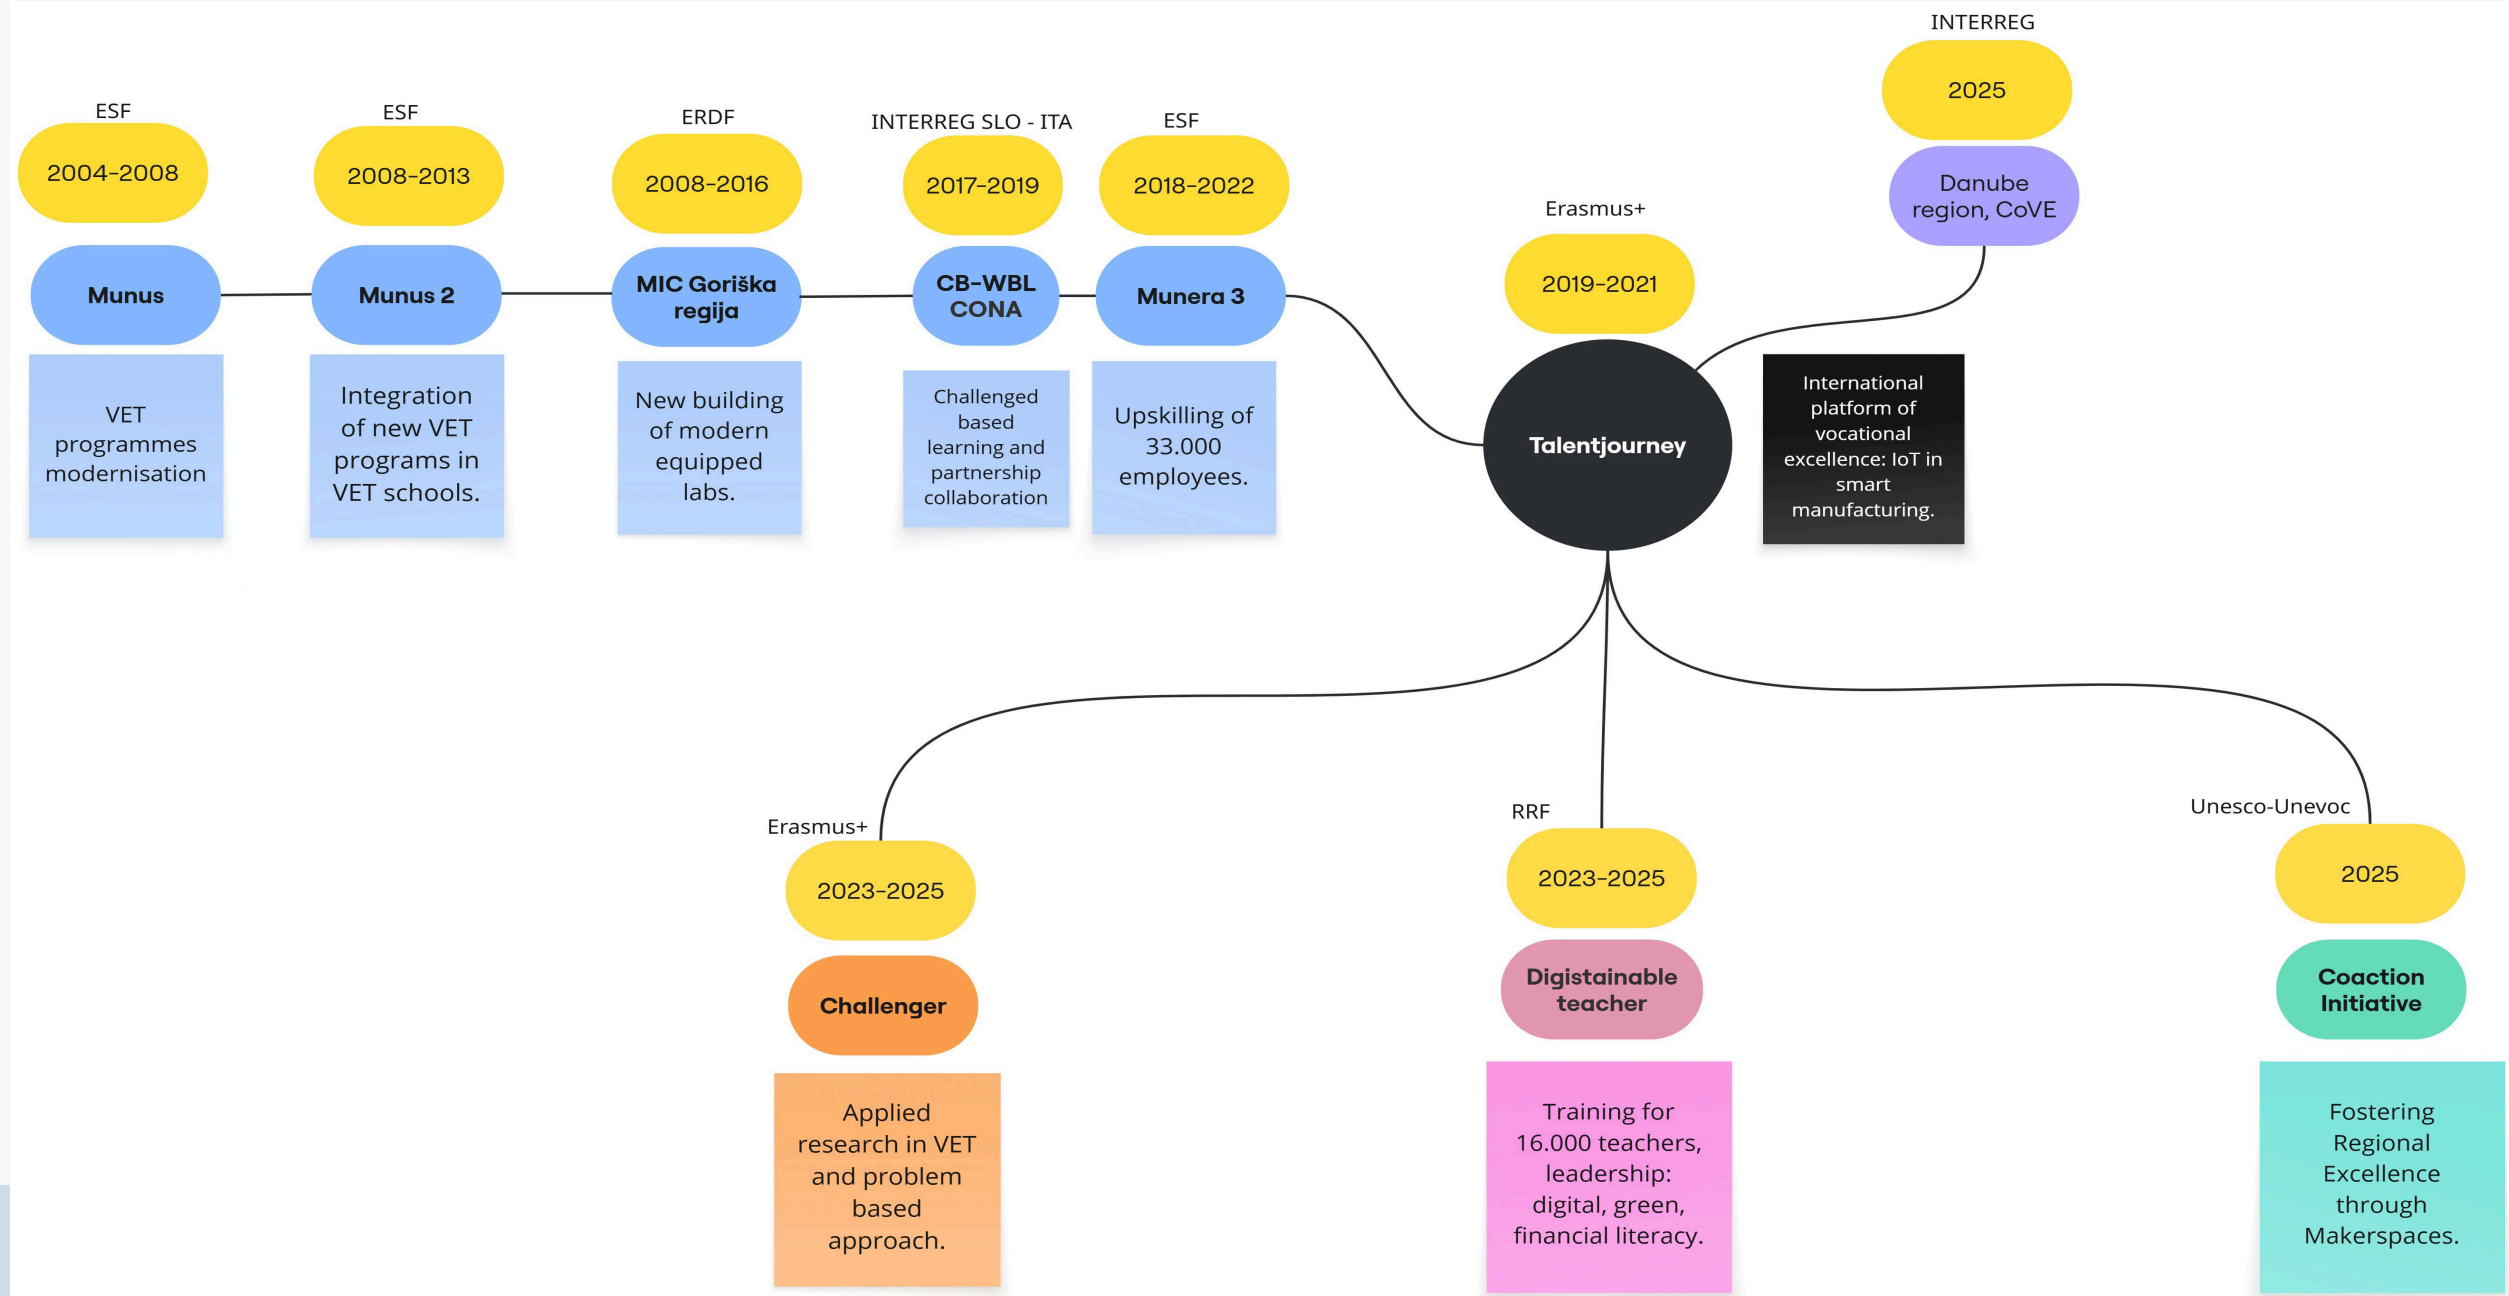 ESF
2004-2008
Munus
VET
programmes
modernisation
ESF
2008-2013
Munus 2
Integration
of new VET
programs in
VET schools.
ERDF
2008-2016
MIC Goriška
regija
New building
of modern
equipped
labs.
INTERREG SLO - ITA
2017-2019
CB-WBL
CONA
Challenged
based
learning and
partnership
collaboration
ESF
2018-2022
Munera 3
Upskilling of
33.000
employees.
Erasmus+
2019-2021
Talentjourney
International
platform of
vocational
excellence: IoT in
smart
manufacturing.
INTERREG
2025
Danube
region, CoVE
Erasmus+
2023-2025
Challenger
Applied
research in VET
and problem
based
approach.
RRF
2023-2025
Digistainable
teacher
Training for
16.000 teachers,
leadership:
digital, green,
financial literacy.
Unesco-Unevoc
2025
Coaction
Initiative
Fostering
Regional
Excellence
through
Makerspaces.